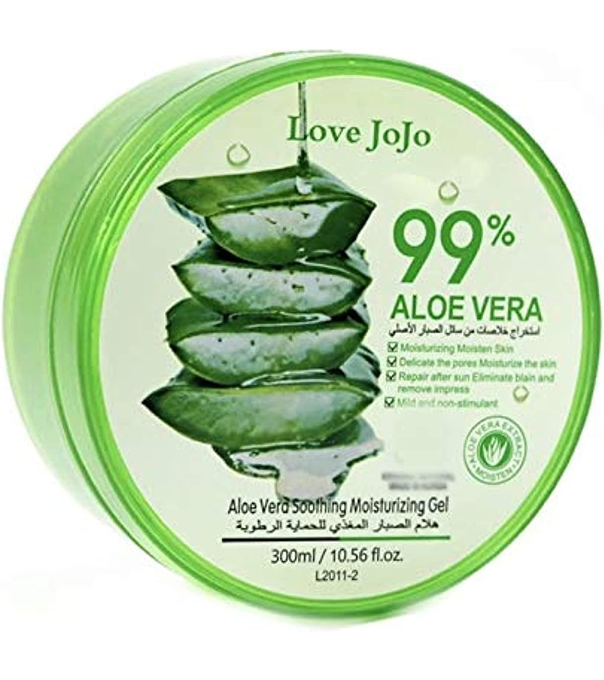 Love JoJo
99%
ALOE VERA
استخراج خلاصات من سائل الصبار الأصلي
Moisturizing Moisten Skin
Delicate the pores Moisturize the skin
Repair after sun Eliminate blain and
remove impress
Mild and non-stimulant
ALOE VERA EXTRACT
MOISTEN
Aloe Vera Soothing Moisturizing Gel
هلام الصبار المغذي للحماية الرطوبة
300ml / 10.56 fl.oz.
L2011-2